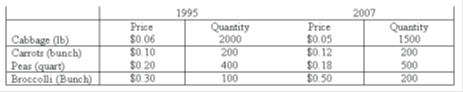 1995 2007
Price Quantity Price Quantity
Cabbage (lb) $0.06 2000 $0.05 1500
Carrots (bunch) $0.10 200 $0.12 200
Peas (quart) $0.20 400 $0.18 500
Broccolli (Bunch) $0.30 100 $0.50 200